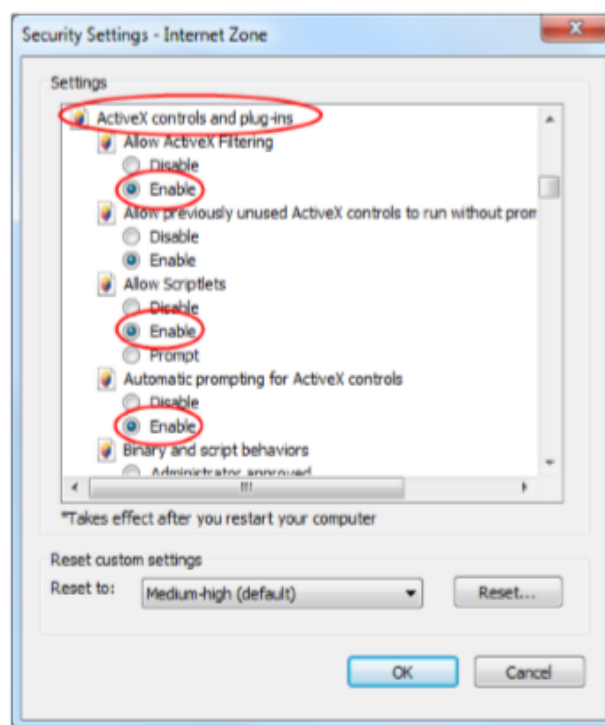 Security Settings - Internet Zone
Settings
ActiveX controls and plug-ins
Allow ActiveX Filtering
Disable
Enable
Allow previously unused ActiveX controls to run without prom
Disable
Enable
Allow Scriptlets
Disable
Enable
Prompt
Automatic prompting for ActiveX controls
Disable
Enable
Binary and script behaviors
Administrator approved
*Takes effect after you restart your computer
Reset custom settings
Reset to:
Medium-high (default)
Reset...
OK
Cancel